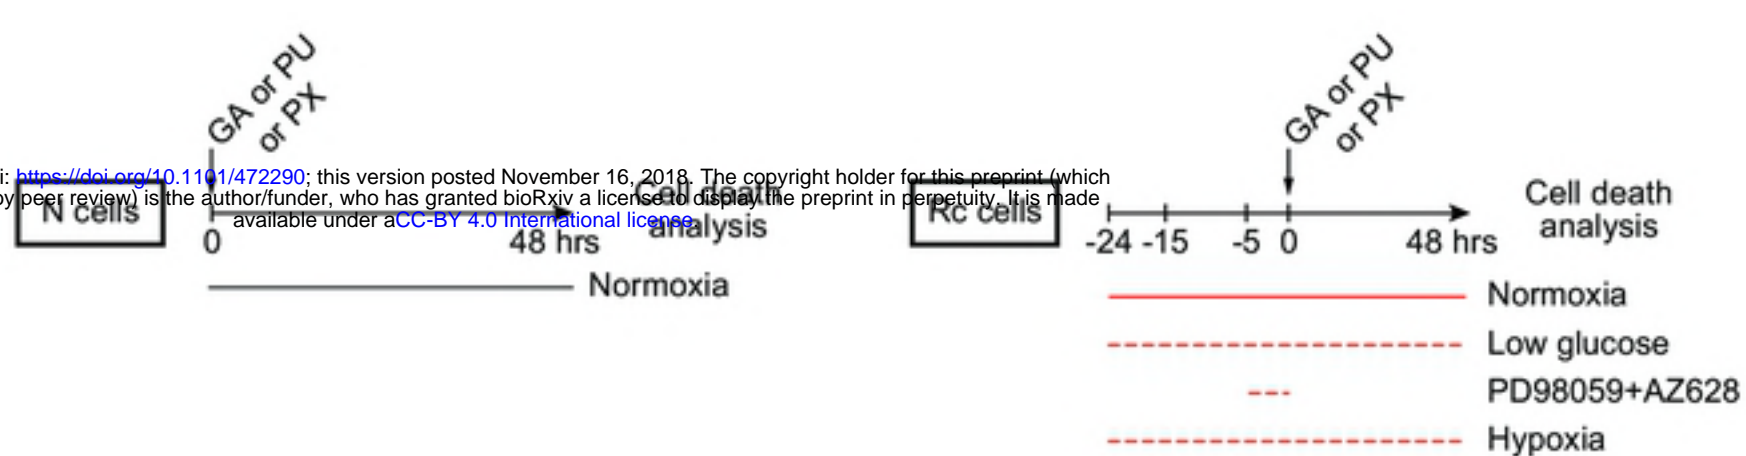 GA or PU
or PX
GA or PU
or PX
i: https://doi.org/10.1101/472290; this version posted November 16, 2018. The copyright holder for this preprint (which
by peer review) is the author/funder, who has granted bioRxiv a license to display the preprint in perpetuity. It is made
available under aCC-BY 4.0 International license.
N cells
0
48 hrs
Cell death
analysis
Normoxia
Rc cells
-24 -15 -5 0 48 hrs
Cell death
analysis
Normoxia
Low glucose
PD98059+AZ628
Hypoxia